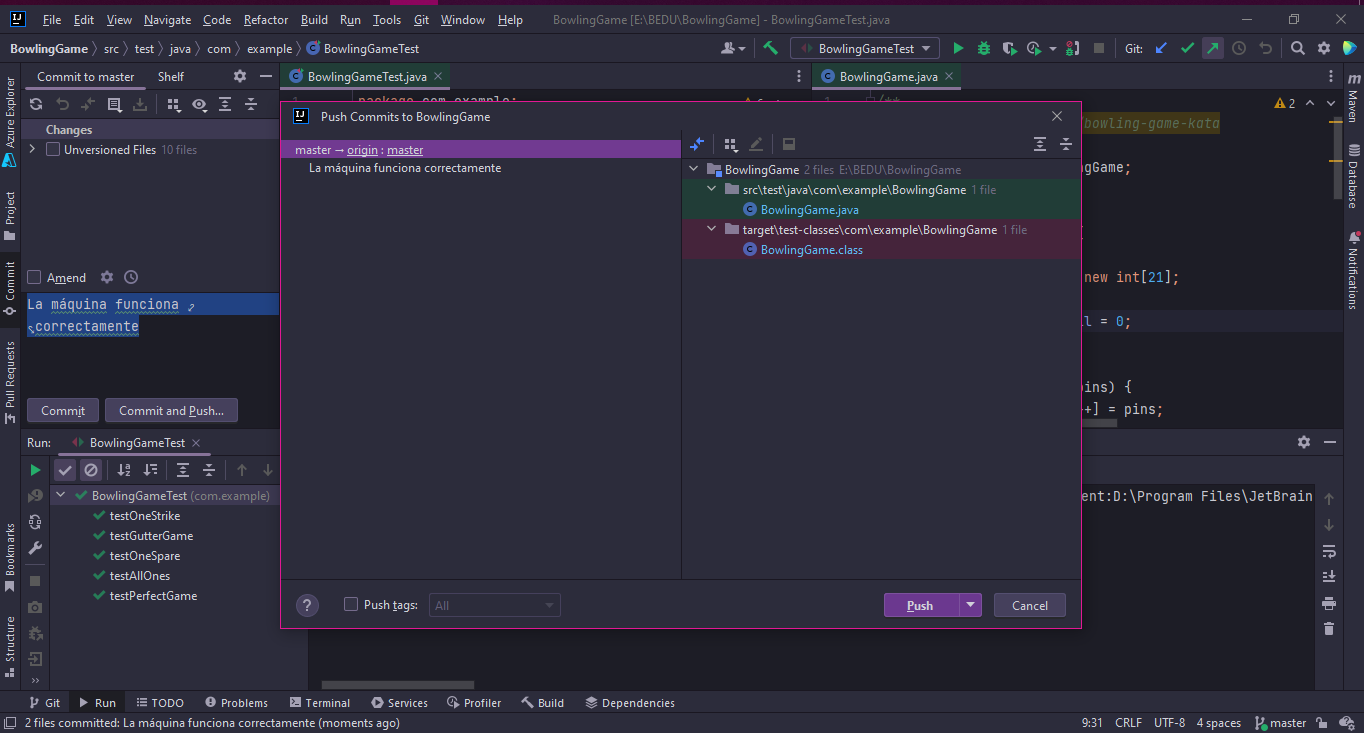 File Edit View Navigate Code Refactor Build Run Tools Git Window Help BowlingGame [E:\BEDU\BowlingGame] - BowlingGameTest.java
BowlingGame src test java com example BowlingGameTest
BowlingGameTest Git:
Commit to master Shelf
BowlingGameTest.java
BowlingGame.java
Azure Explorer
Project
Commit
Pull Requests
Bookmarks
Structure
Maven
Database
Notifications
Changes
Unversioned Files 10 files
Amend
La máquina funciona
correctamente
Commit
Commit and Push...
package com.example;
1 /**
2
/bowling-game-kata
ngGame;
{
new int[21];
l = 0;
pins) {
++] = pins;
Push Commits to BowlingGame
master → origin : master
La máquina funciona correctamente
BowlingGame 2 files E:\BEDU\BowlingGame
src\test\java\com\example\BowlingGame 1 file
BowlingGame.java
target\test-classes\com\example\BowlingGame 1 file
BowlingGame.class
? Push tags: All
Push
Cancel
Run: BowlingGameTest
BowlingGameTest (com.example)
testOneStrike
testGutterGame
testOneSpare
testAllOnes
testPerfectGame
ent:D:\Program Files\JetBrain
Git Run TODO Problems Terminal Services Profiler Build Dependencies
2 files committed: La máquina funciona correctamente (moments ago)
9:31 CRLF UTF-8 4 spaces master